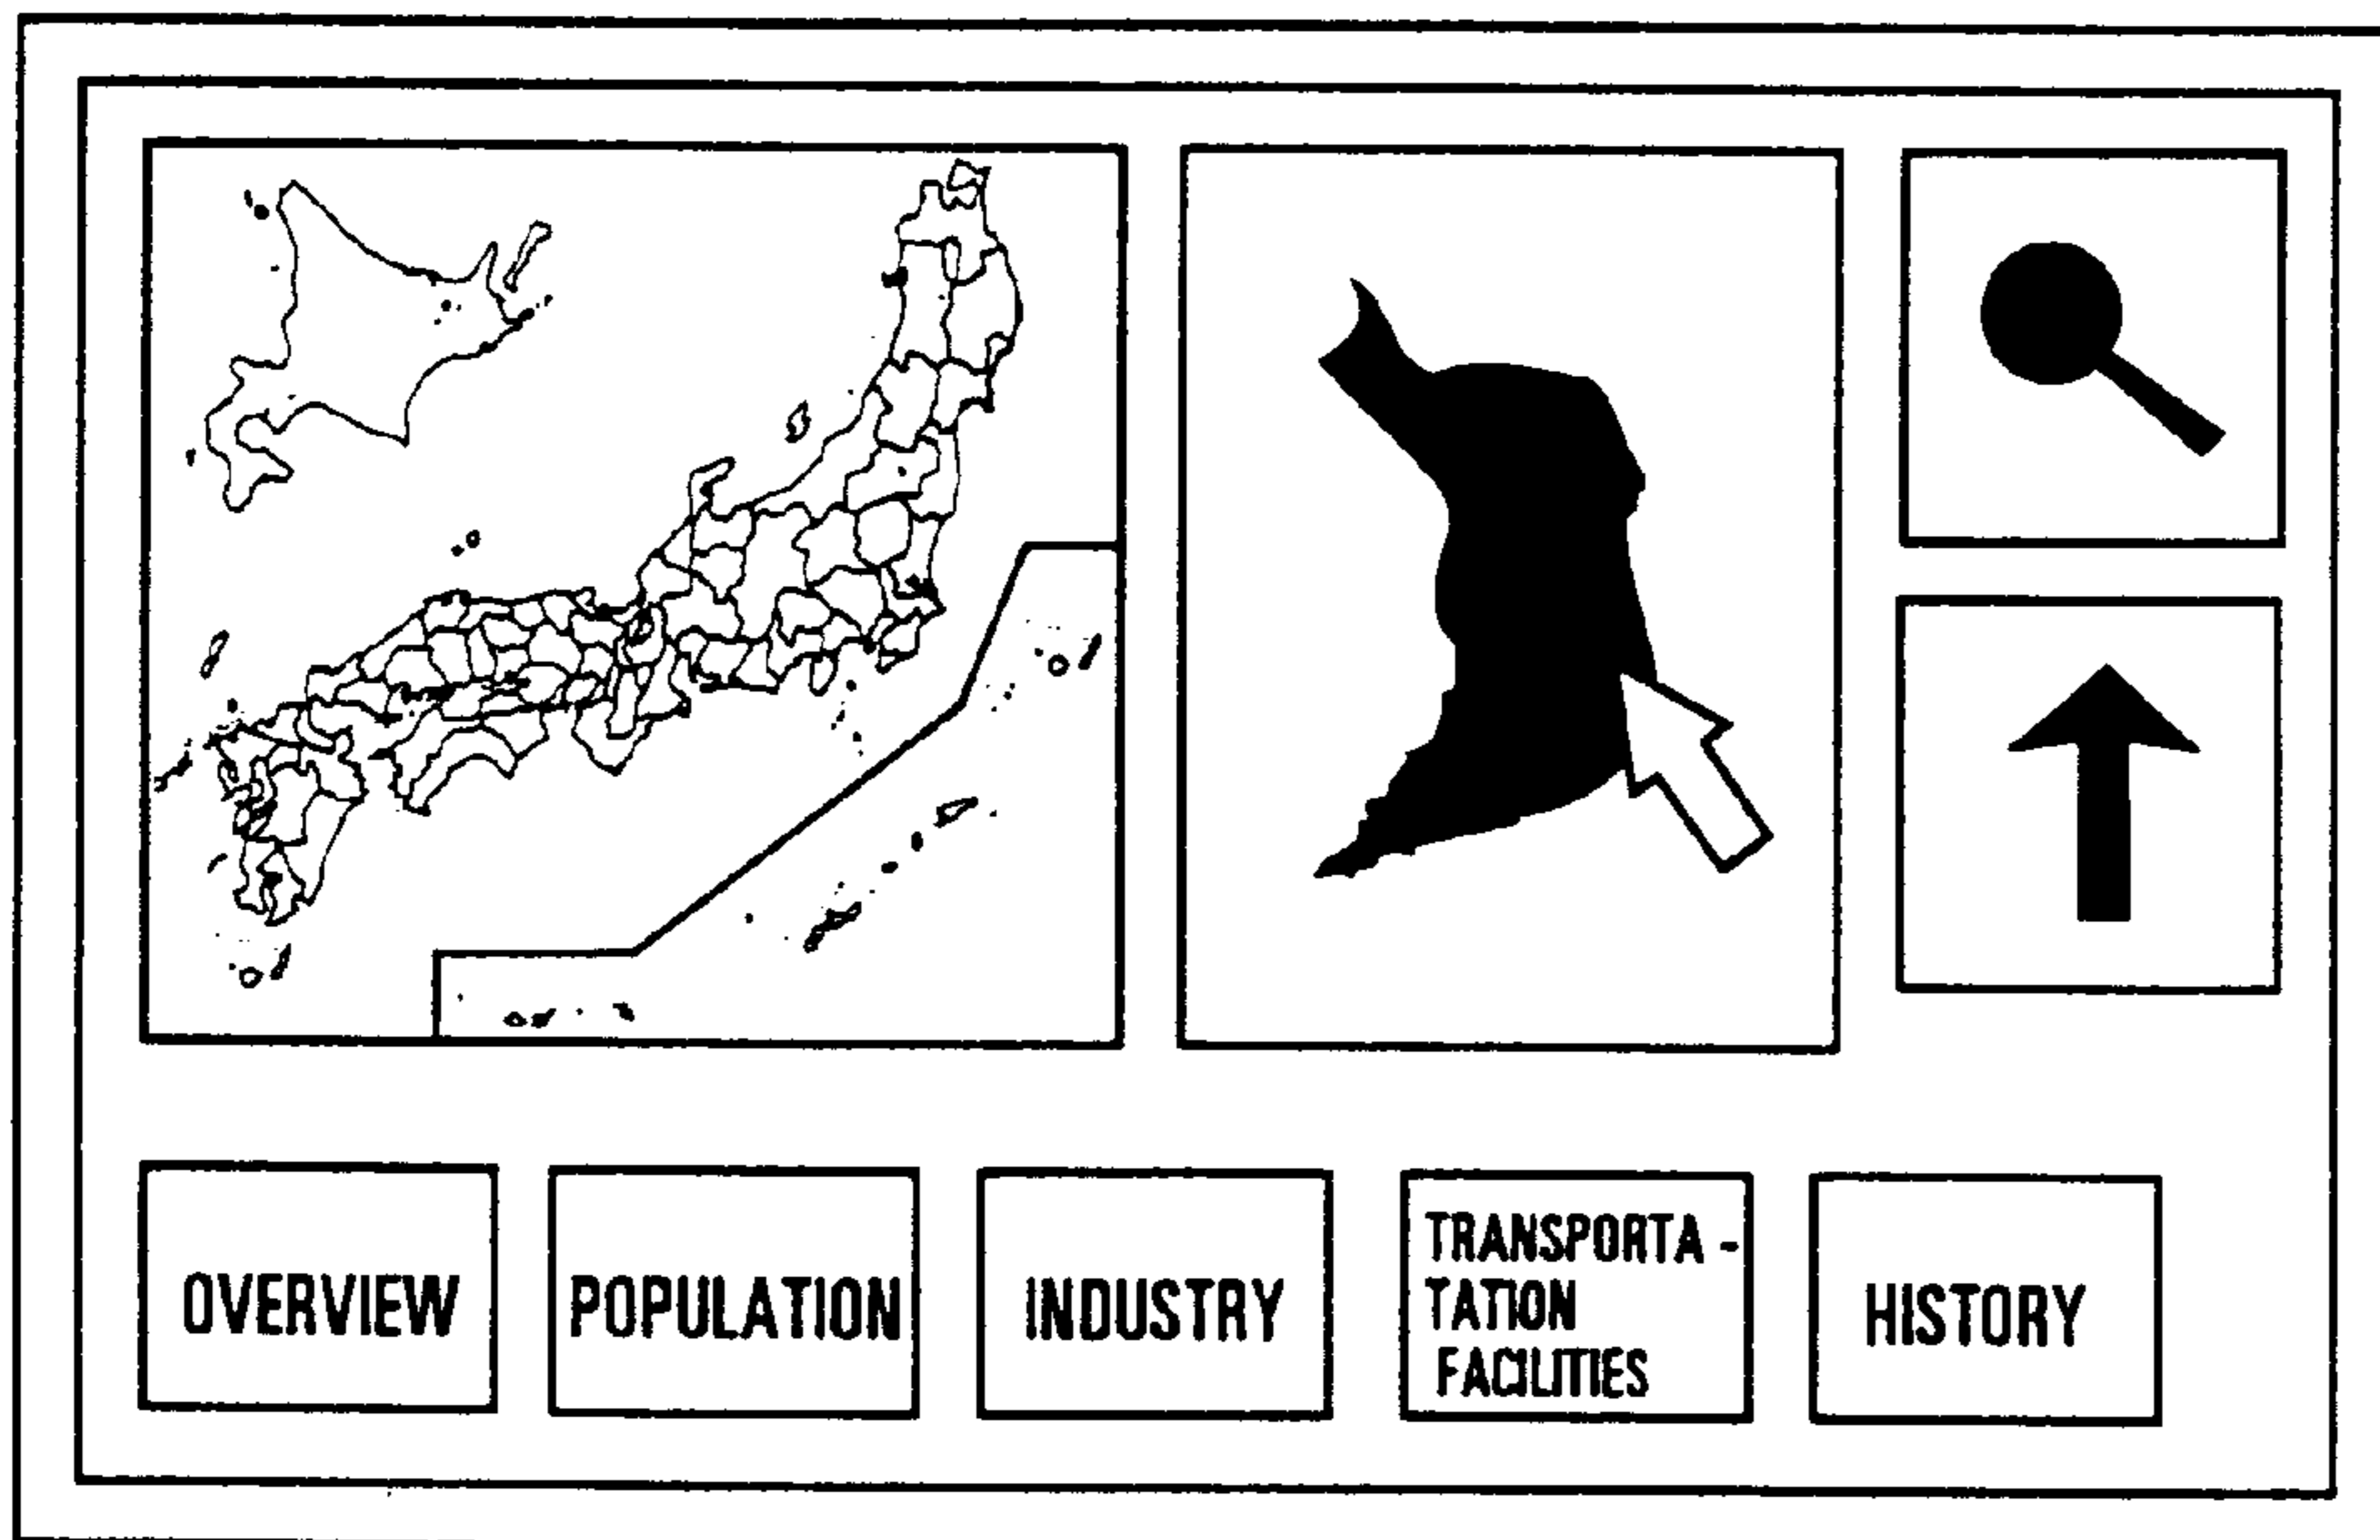 OVERVIEW
POPULATION
INDUSTRY
TRANSPORTA -
TATION
FACILITIES
HISTORY